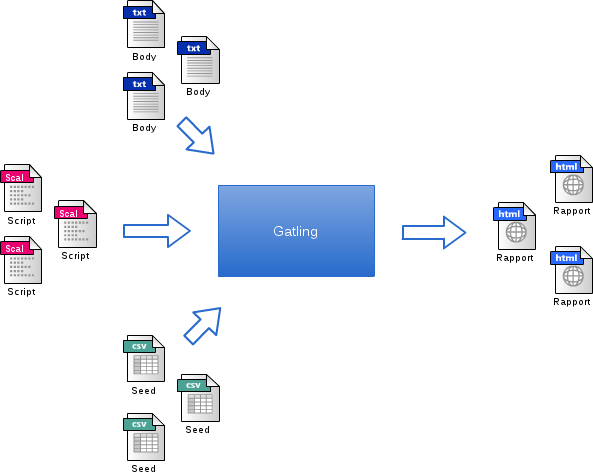 txt
Body
txt
Body
txt
Body
Scal
Script
Scal
Script
Scal
Script
Gatling
html
Rapport
html
Rapport
html
Rapport
csv
Seed
csv
Seed
csv
Seed